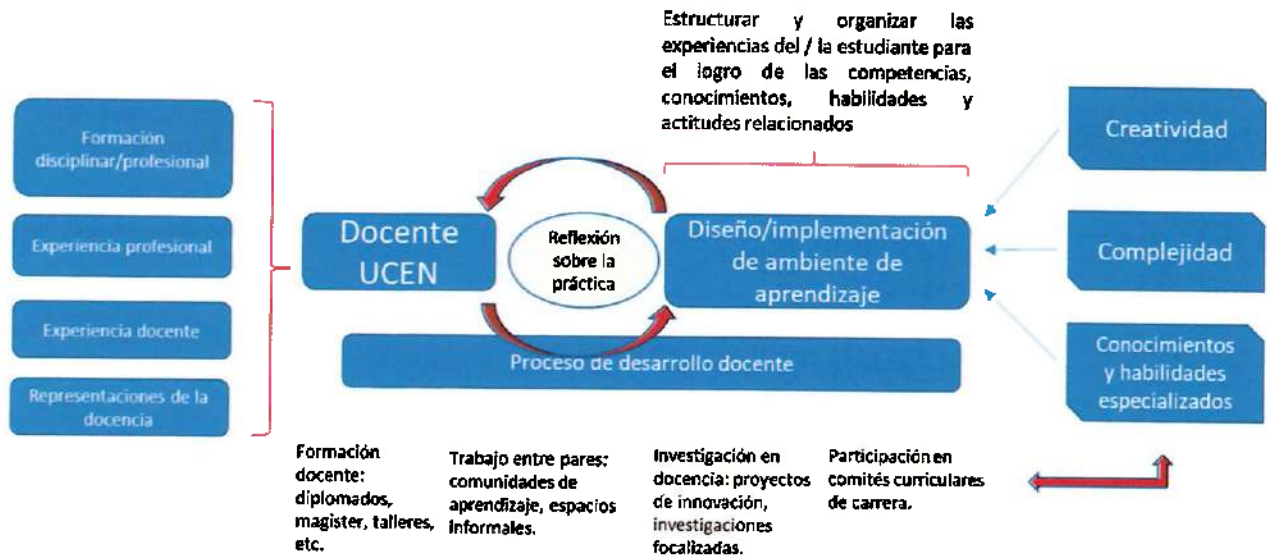 Estructurar y organizar las
experiencias del / la estudiante para
el logro de las competencias,
conocimientos, habilidades y
actitudes relacionados
Formación
disciplinar/profesional
Experiencia profesional
Experiencia docente
Representaciones de la
docencia
Docente
UCEN
Reflexión
sobre la
práctica
Diseño/implementación
de ambiente de
aprendizaje
Creatividad
Complejidad
Conocimientos
y habilidades
especializados
Proceso de desarrollo docente
Formación
docente:
diplomados,
magister, talleres,
etc.
Trabajo entre pares:
comunidades de
aprendizaje, espacios
informales.
Investigación en
docencia: proyectos
de innovación,
investigaciones
focalizadas.
Participación en
comités curriculares
de carrera.